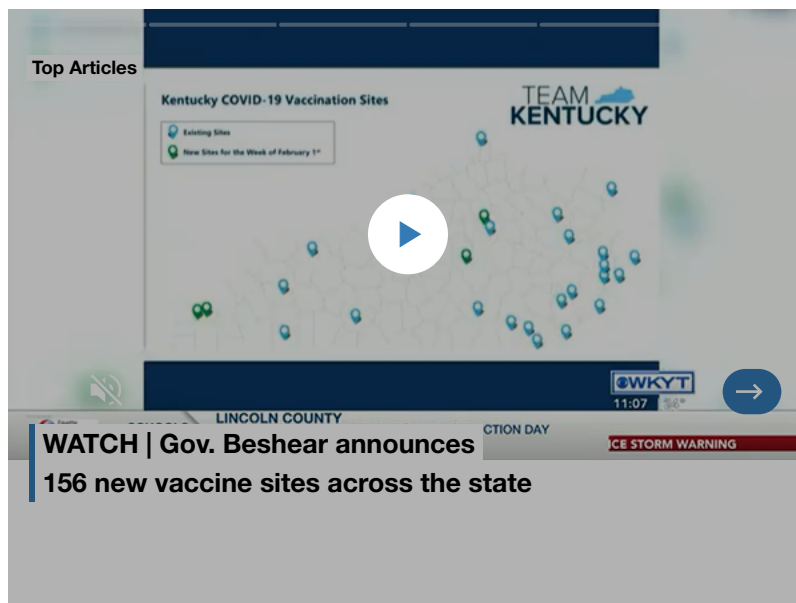 Top Articles
Kentucky COVID-19 Vaccination Sites
TEAM
KENTUCKY
Existing Sites
New Sites for the Week of February 1st
WKYT
11:07 34°
LINCOLN COUNTY
CTION DAY
ICE STORM WARNING
WATCH | Gov. Beshear announces
156 new vaccine sites across the state